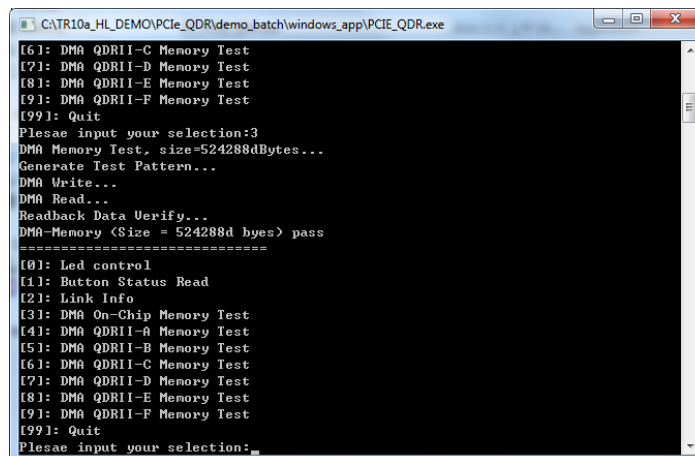 C:\TR10a_HL_DEMO\PCIe_QDR\demo_batch\windows_app\PCIE_QDR.exe
[6]: DMA QDRII-C Memory Test
[7]: DMA QDRII-D Memory Test
[8]: DMA QDRII-E Memory Test
[9]: DMA QDRII-F Memory Test
[99]: Quit
Plesae input your selection:3
DMA Memory Test, size=524288dBytes...
Generate Test Pattern...
DMA Write...
DMA Read...
Readback Data Verify...
DMA-Memory (Size = 524288d byes) pass
==============================
[0]: Led control
[1]: Button Status Read
[2]: Link Info
[3]: DMA On-Chip Memory Test
[4]: DMA QDRII-A Memory Test
[5]: DMA QDRII-B Memory Test
[6]: DMA QDRII-C Memory Test
[7]: DMA QDRII-D Memory Test
[8]: DMA QDRII-E Memory Test
[9]: DMA QDRII-F Memory Test
[99]: Quit
Plesae input your selection: